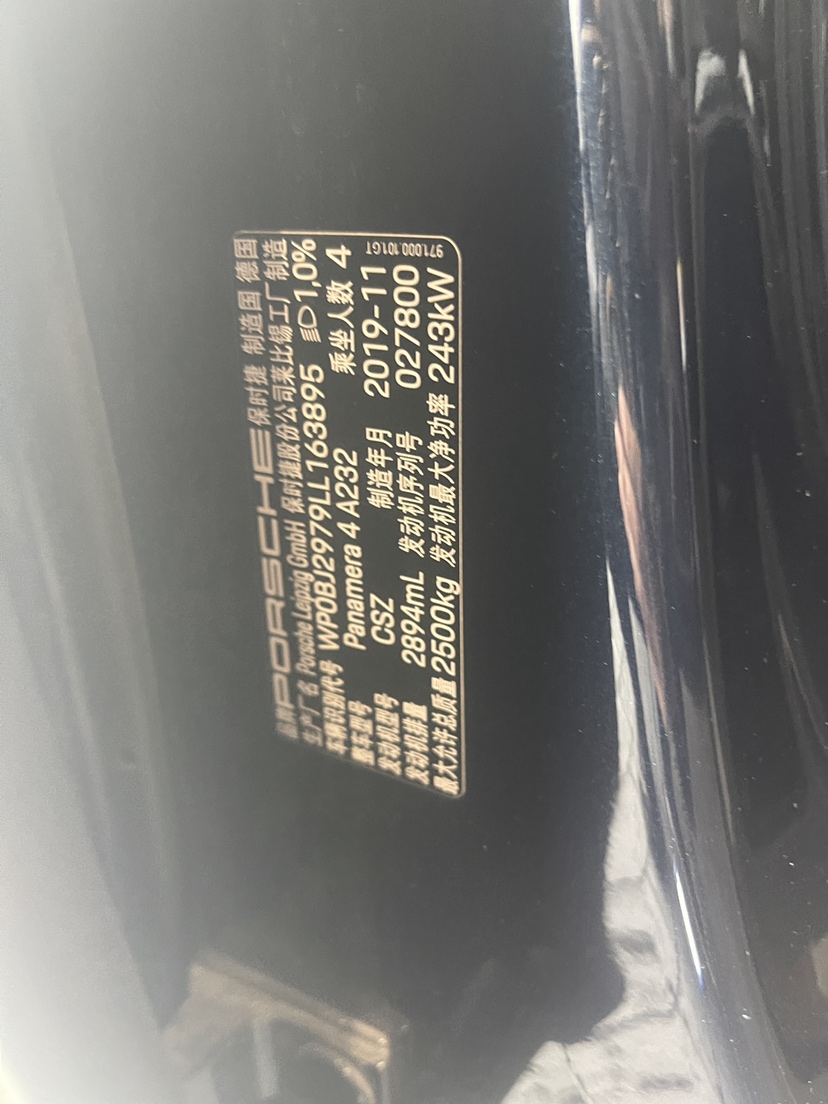 品牌 PORSCHE 保时捷 制造国 德国
生产厂名 Porsche Leipzig GmbH 保时捷股份公司莱比锡工厂 制造
车辆识别代号 WP0BJ2979LL163895 1,0%
整车型号 Panamera 4 A232 乘坐人数 4
发动机型号 CSZ 制造年月 2019-11
发动机排量 2894mL 发动机序列号 027800
最大允许总质量 2500kg 发动机最大净功率 243kW
971.000.101.GT